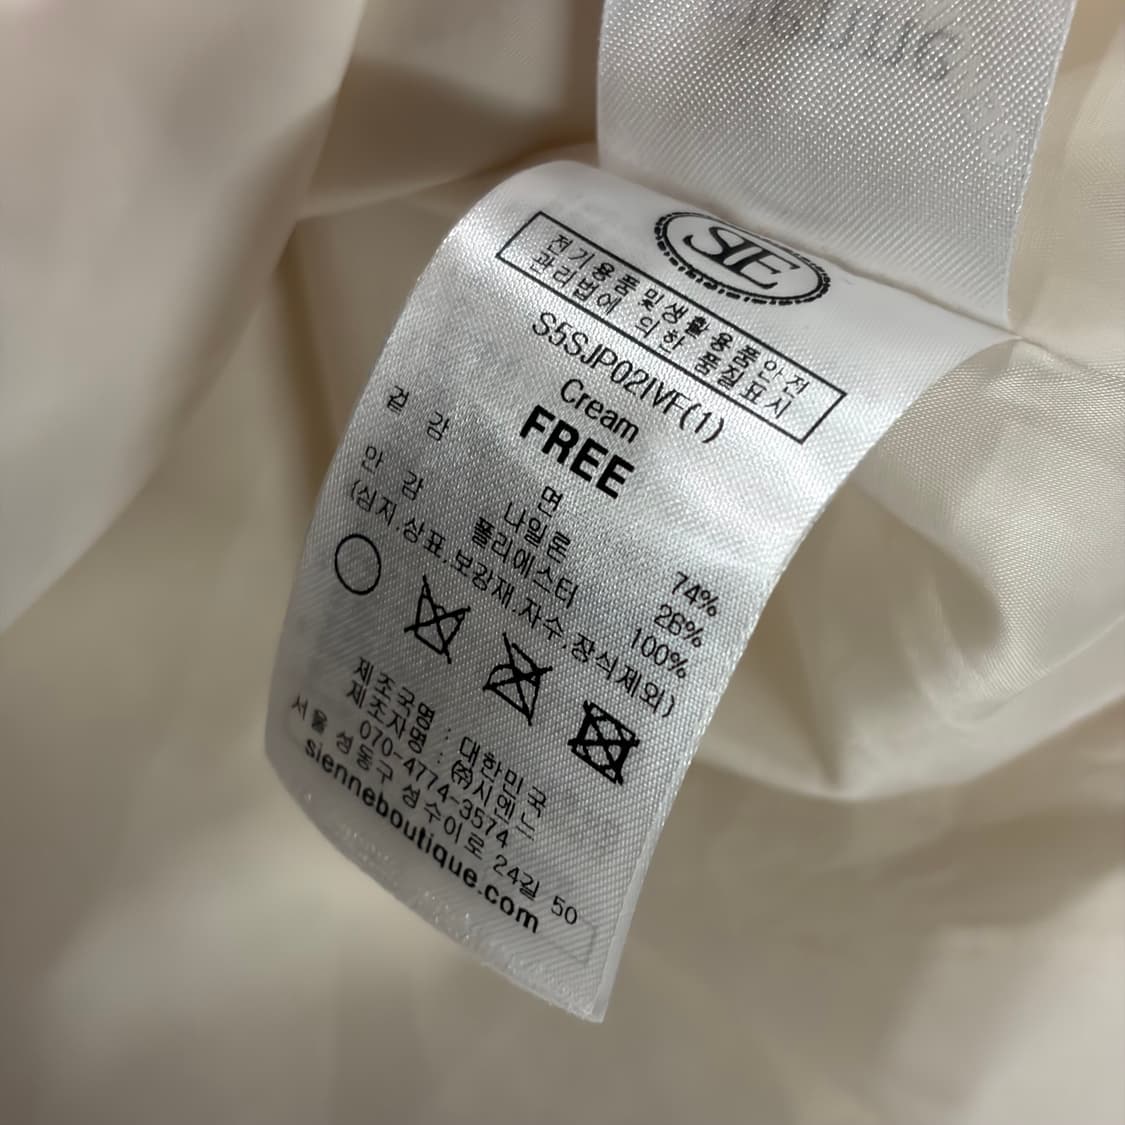 SIE
전기용품 및 생활용품안전
관리법에 의한 품질표시
S5SJP02IVF(1)
Cream
FREE
겉 감 면 74%
나일론 26%
안 감 폴리에스터 100%
(심지.상표.보강재.자수.장식제외)
제조국명 : 대한민국
제조자명 : ㈜시엔느
070-4774-3574
서울 성동구 성수이로 24길 50
sienneboutique.com